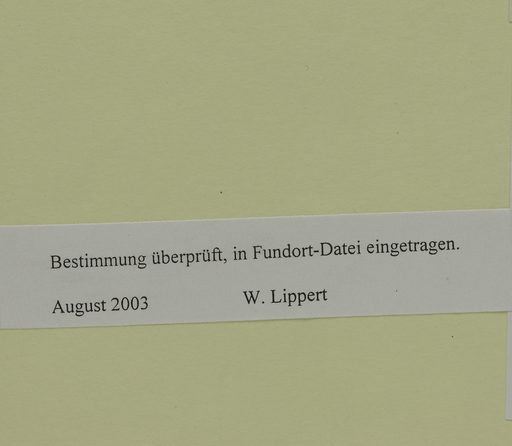 Bestimmung überprüft, in Fundort-Datei eingetragen.
August 2003 W. Lippert